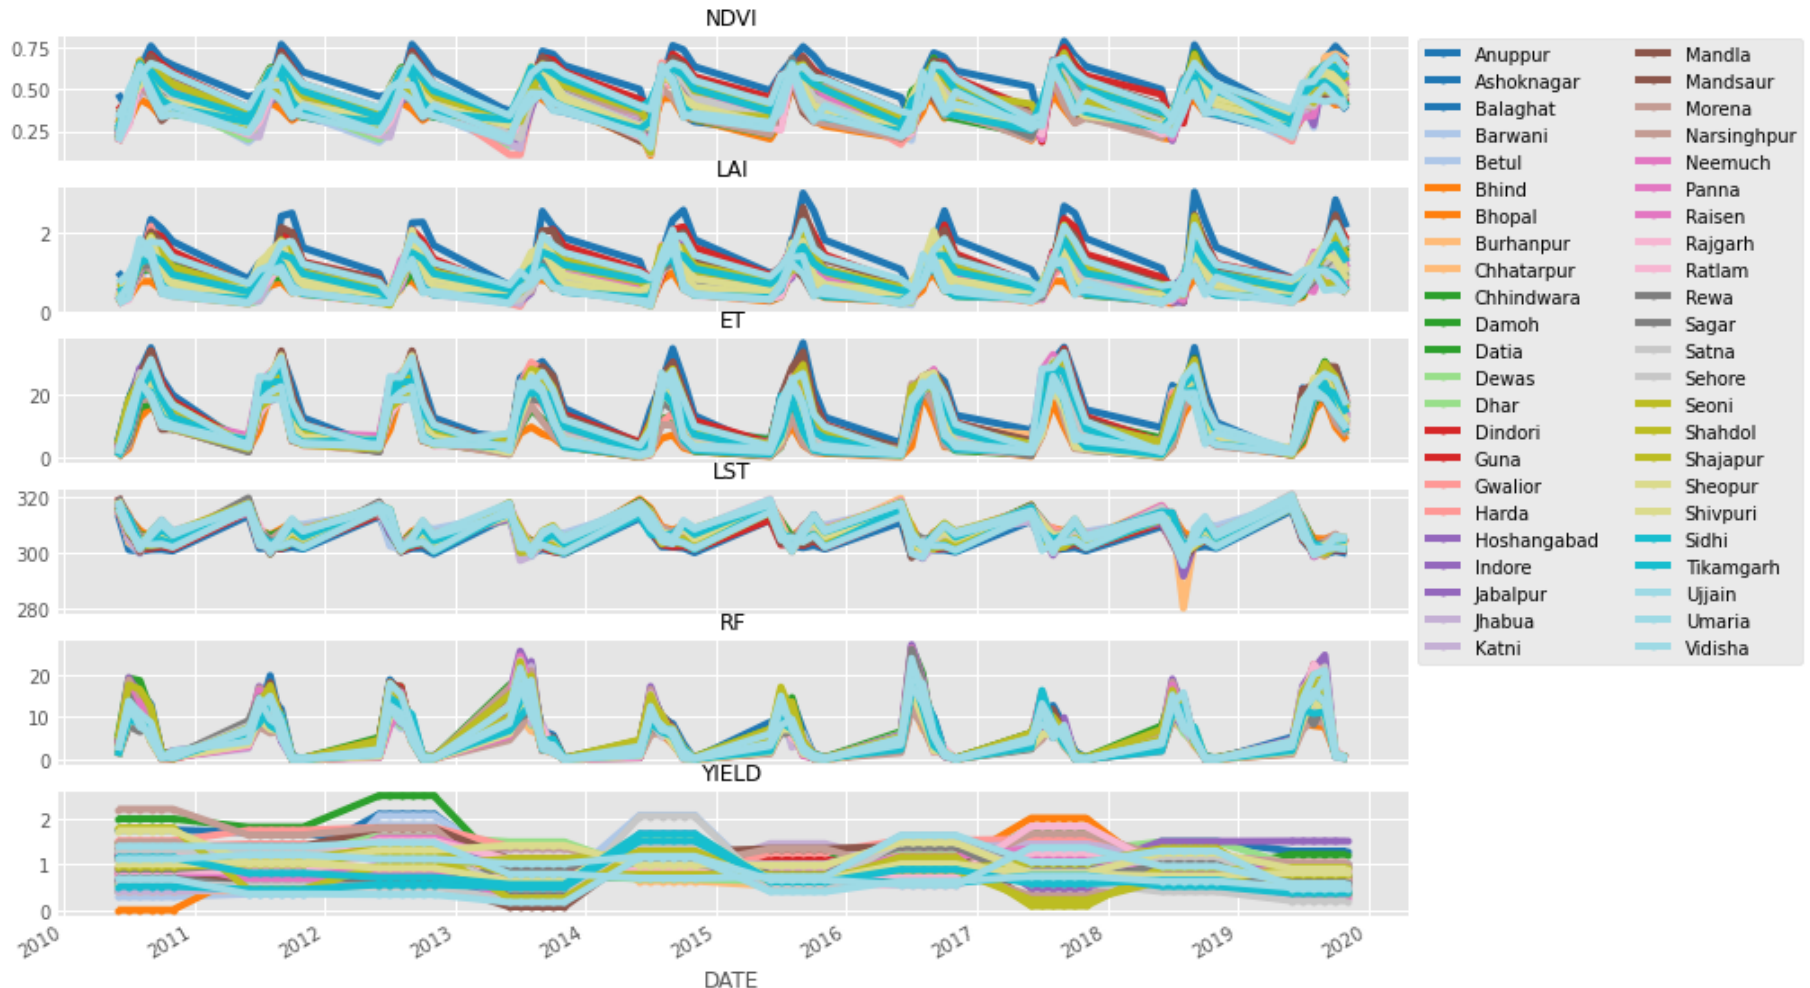 NDVI
0.75
0.50
0.25
LAI
2
0
ET
20
0
LST
320
300
280
RF
20
10
0
YIELD
2
1
0
2010 2011 2012 2013 2014 2015 2016 2017 2018 2019 2020
DATE
Anuppur
Ashoknagar
Balaghat
Barwani
Betul
Bhind
Bhopal
Burhanpur
Chhatarpur
Chhindwara
Damoh
Datia
Dewas
Dhar
Dindori
Guna
Gwalior
Harda
Hoshangabad
Indore
Jabalpur
Jhabua
Katni
Mandla
Mandsaur
Morena
Narsinghpur
Neemuch
Panna
Raisen
Rajgarh
Ratlam
Rewa
Sagar
Satna
Sehore
Seoni
Shahdol
Shajapur
Sheopur
Shivpuri
Sidhi
Tikamgarh
Ujjain
Umaria
Vidisha